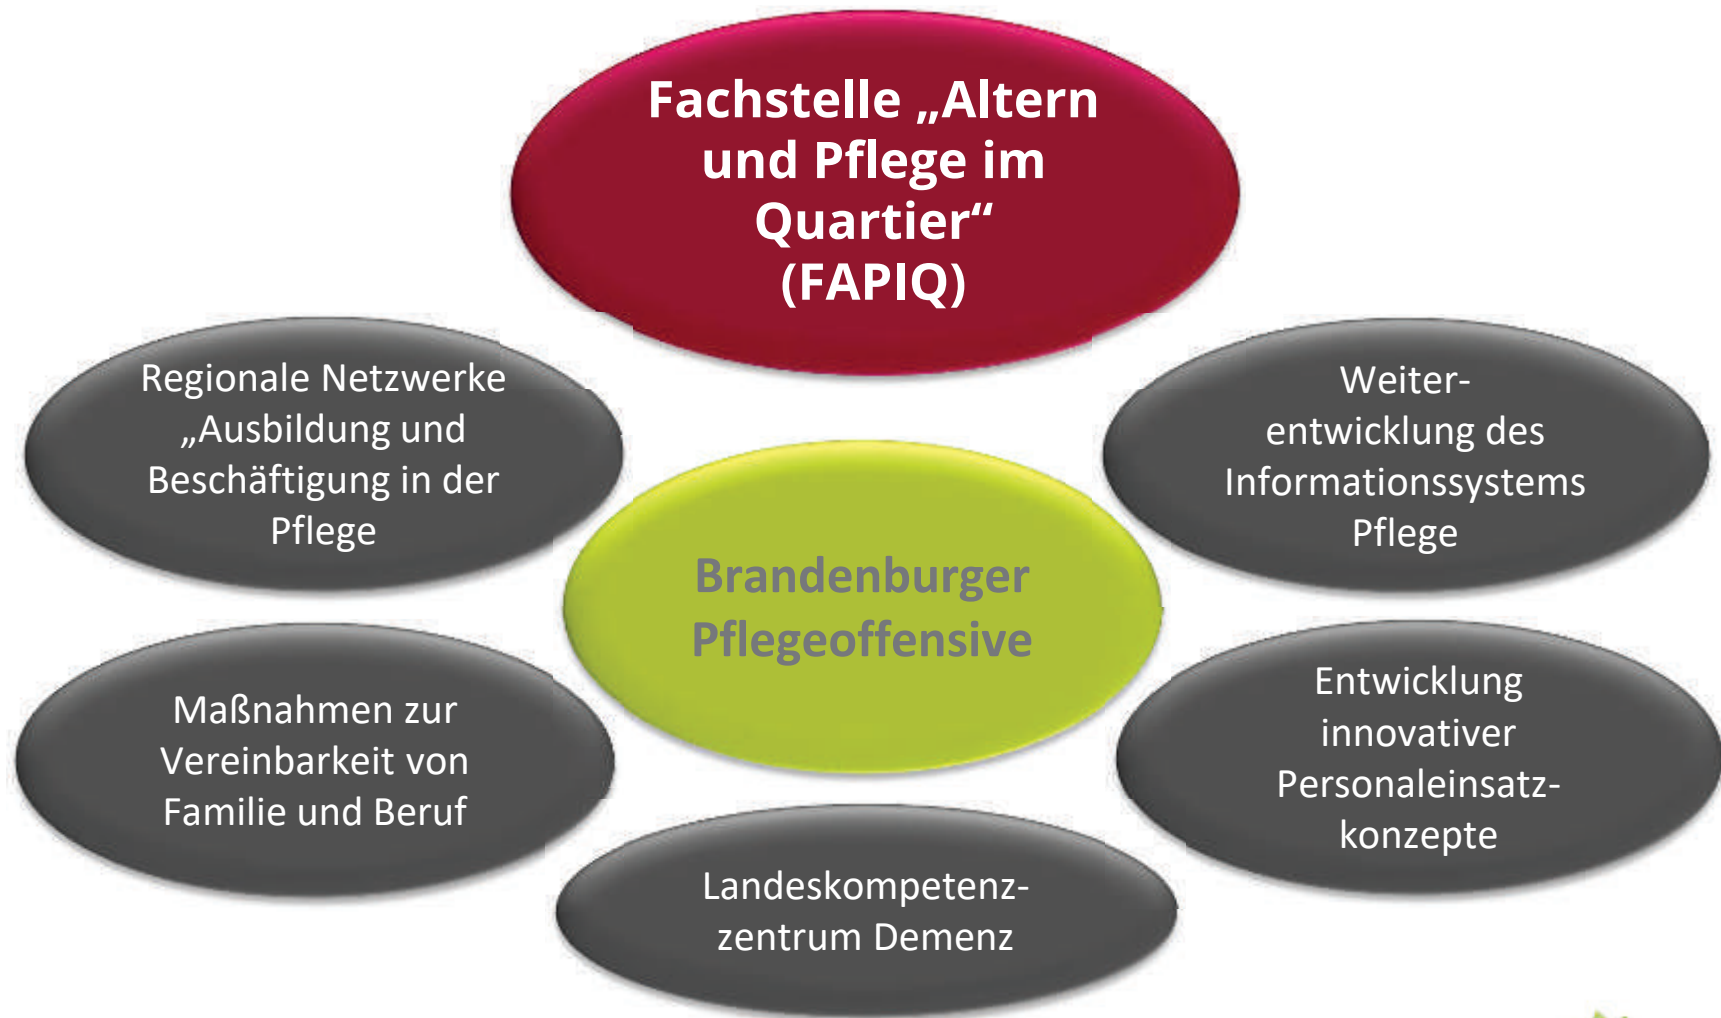 Fachstelle „Altern
und Pflege im
Quartier“
(FAPIQ)
Regionale Netzwerke
„Ausbildung und
Beschäftigung in der
Pflege
Weiter-
entwicklung des
Informationssystems
Pflege
Brandenburger
Pflegeoffensive
Maßnahmen zur
Vereinbarkeit von
Familie und Beruf
Entwicklung
innovativer
Personaleinsatz-
konzepte
Landeskompetenz-
zentrum Demenz